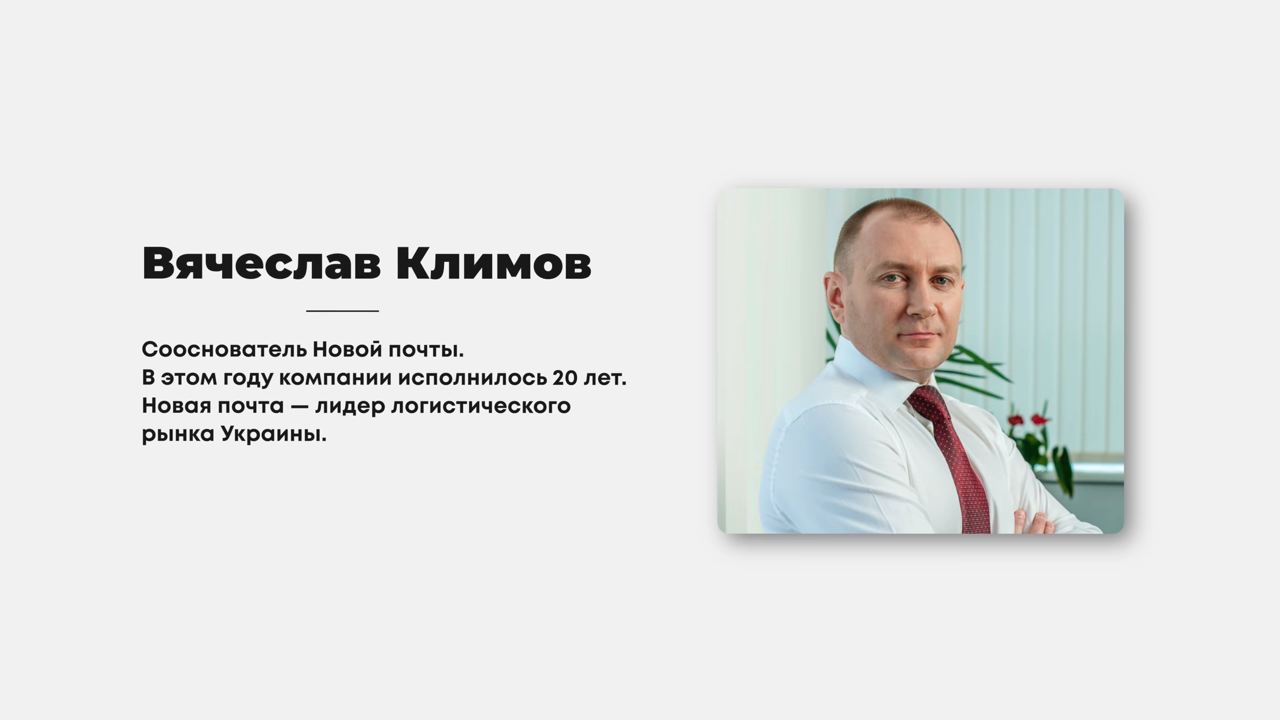 Вячеслав Климов
Сооснователь Новой почты.
В этом году компании исполнилось 20 лет.
Новая почта — лидер логистического
рынка Украины.